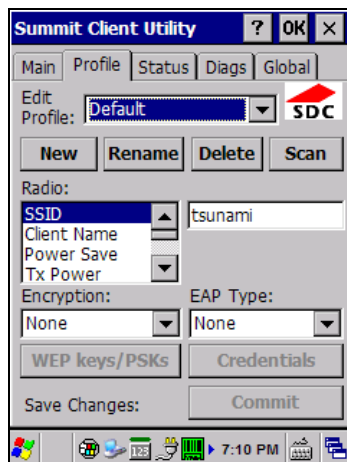 Summit Client Utility ? OK ×
Main Profile Status Diags Global
Edit
Profile: Default
SDC
New Rename Delete Scan
Radio:
SSID tsunami
Client Name
Power Save
Tx Power
Encryption: EAP Type:
None None
WEP keys/PSKs Credentials
Save Changes: Commit
123 7:10 PM